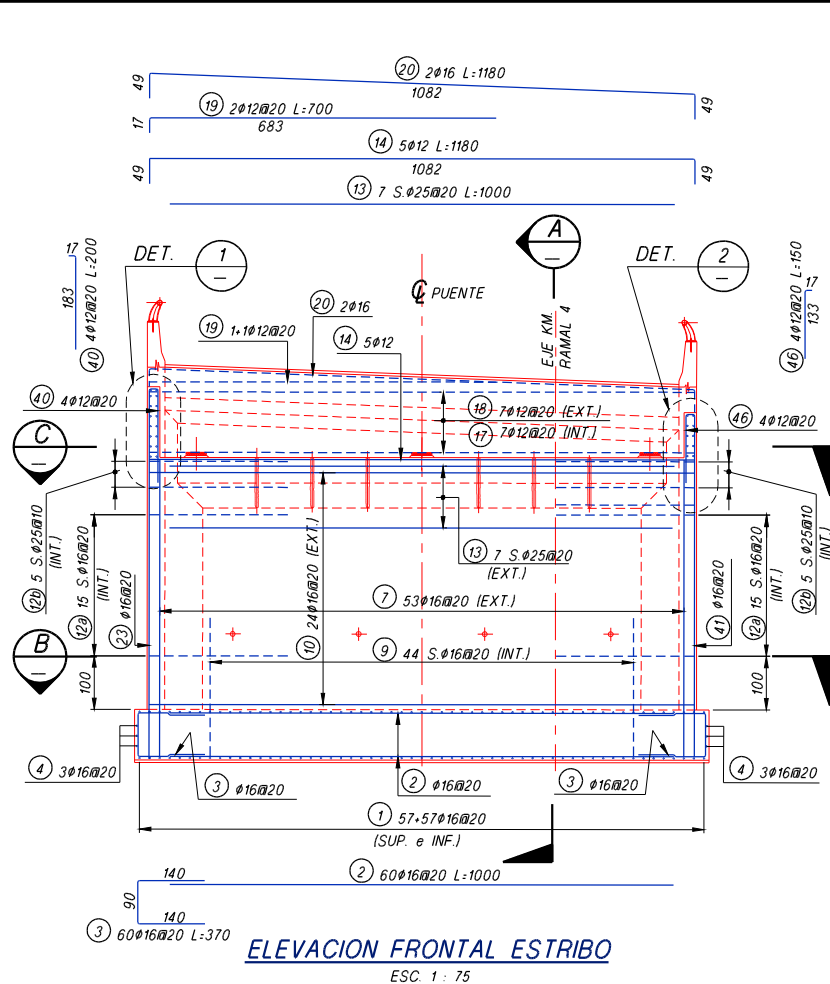 20 2Φ16 L=1180
49 1082 49
19 2Φ12@20 L=700
17 683
14 5Φ12 L=1180
49 1082 49
13 7 S.Φ25@20 L=1000
A
—
DET. 1
—
DET. 2
—
17
183
40 4Φ12@20 L=200
17
133
46 4Φ12@20 L=150
℄ PUENTE
EJE KM.
RAMAL 4
20 2Φ16
19 1+1Φ12@20
14 5Φ12
40 4Φ12@20
18 7Φ12@20 (EXT.)
17 7Φ12@20 (INT.)
46 4Φ12@20
C
—
12b 5 S.Φ25@10
(INT.)
12a 15 S.Φ16@20
(INT.)
23 Φ16@20
10 24Φ16@20 (EXT.)
13 7 S.Φ25@20
(EXT.)
7 53Φ16@20 (EXT.)
9 44 S.Φ16@20 (INT.)
41 Φ16@20
12a 15 S.Φ16@20
(INT.)
12b 5 S.Φ25@10
(INT.)
B
—
100
100
4 3Φ16@20
3 Φ16@20
2 Φ16@20
3 Φ16@20
4 3Φ16@20
1 57+57Φ16@20
(SUP. e INF.)
2 60Φ16@20 L=1000
140
90
140
3 60Φ16@20 L=370
ELEVACION FRONTAL ESTRIBO
ESC. 1 : 75